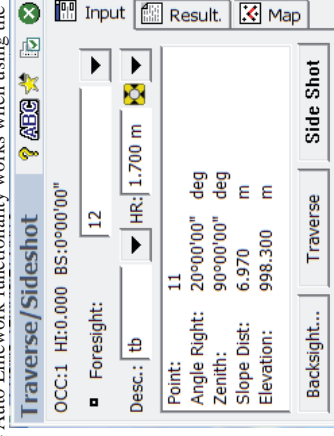 Auto Linework functionality works when using the
Traverse/Sideshot ? ABC
Input Result. Map
OCC:1 HI:0.000 BS:0°00'00"
Foresight: 12
Desc.: tb HR: 1.700 m
Point: 11
Angle Right: 20°00'00" deg
Zenith: 90°00'00" deg
Slope Dist: 6.970 m
Elevation: 998.300 m
Backsight... Traverse Side Shot